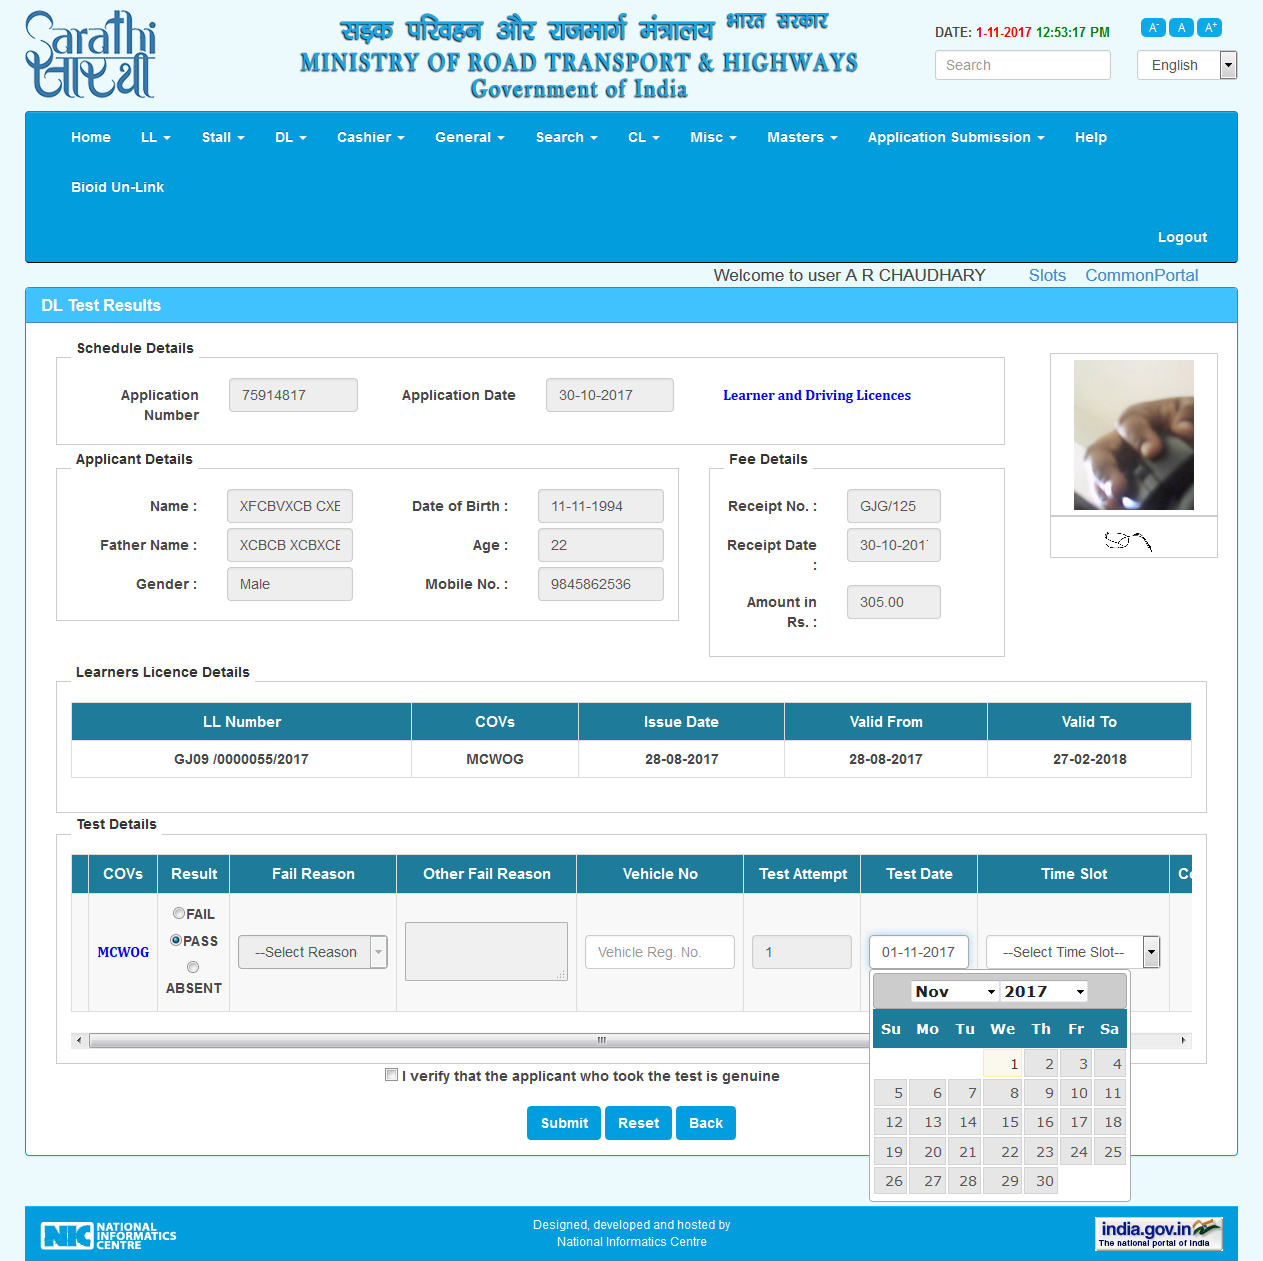 Sarathi
सारथी
सड़क परिवहन और राजमार्ग मंत्रालय भारत सरकार
MINISTRY OF ROAD TRANSPORT & HIGHWAYS
Government of India
DATE: 1-11-2017 12:53:17 PM
A- A A+
Search
English
Home LL Stall DL Cashier General Search CL Misc Masters Application Submission Help
Bioid Un-Link
Logout
Welcome to user A R CHAUDHARY Slots CommonPortal
DL Test Results
Schedule Details
Application Number 75914817 Application Date 30-10-2017 Learner and Driving Licences
Applicant Details
Name : XFCBVXCB CXE Date of Birth : 11-11-1994
Father Name : XCBCB XCBXCE Age : 22
Gender : Male Mobile No. : 9845862536
Fee Details
Receipt No. : GJG/125
Receipt Date : 30-10-201
Amount in Rs. : 305.00
Learners Licence Details
LL Number COVs Issue Date Valid From Valid To
GJ09 /0000055/2017 MCWOG 28-08-2017 28-08-2017 27-02-2018
Test Details
COVs Result Fail Reason Other Fail Reason Vehicle No Test Attempt Test Date Time Slot
FAIL
PASS
ABSENT
MCWOG --Select Reason Vehicle Reg. No. 1 01-11-2017 --Select Time Slot--
Nov 2017
Su Mo Tu We Th Fr Sa
1 2 3 4
5 6 7 8 9 10 11
12 13 14 15 16 17 18
19 20 21 22 23 24 25
26 27 28 29 30
I verify that the applicant who took the test is genuine
Submit Reset Back
NIC NATIONAL
INFORMATICS
CENTRE
Designed, developed and hosted by
National Informatics Centre
india.gov.in
The national portal of India